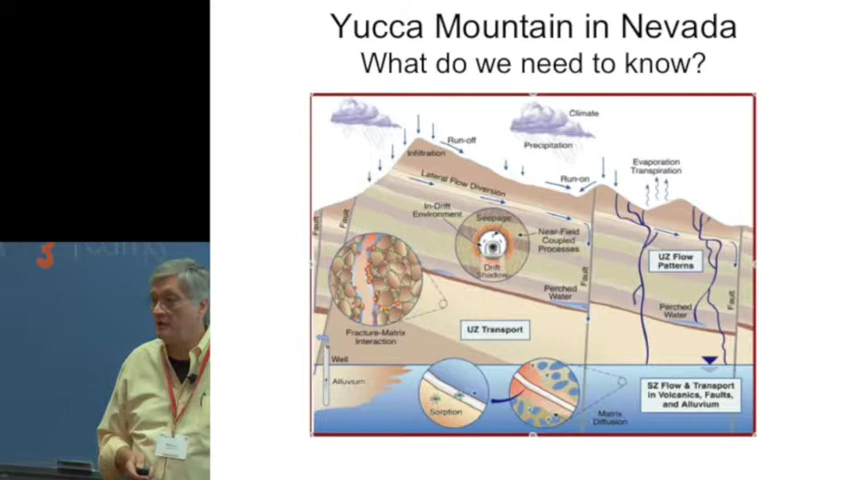 Yucca Mountain in Nevada
What do we need to know?
Climate
Run-off
Precipitation
Infiltration
Evaporation
Transpiration
Run-on
Lateral Flow Diversion
In-Drift
Environment
Seepage
Fault
Fault
Near-Field
Coupled
Processes
UZ Flow
Patterns
Drift
Shadow
Fault
Perched
Water
Perched
Water
Fault
Fracture-Matrix
Interaction
UZ Transport
Well
Alluvium
Sorption
Matrix
Diffusion
SZ Flow & Transport
in Volcanics, Faults,
and Alluvium
3